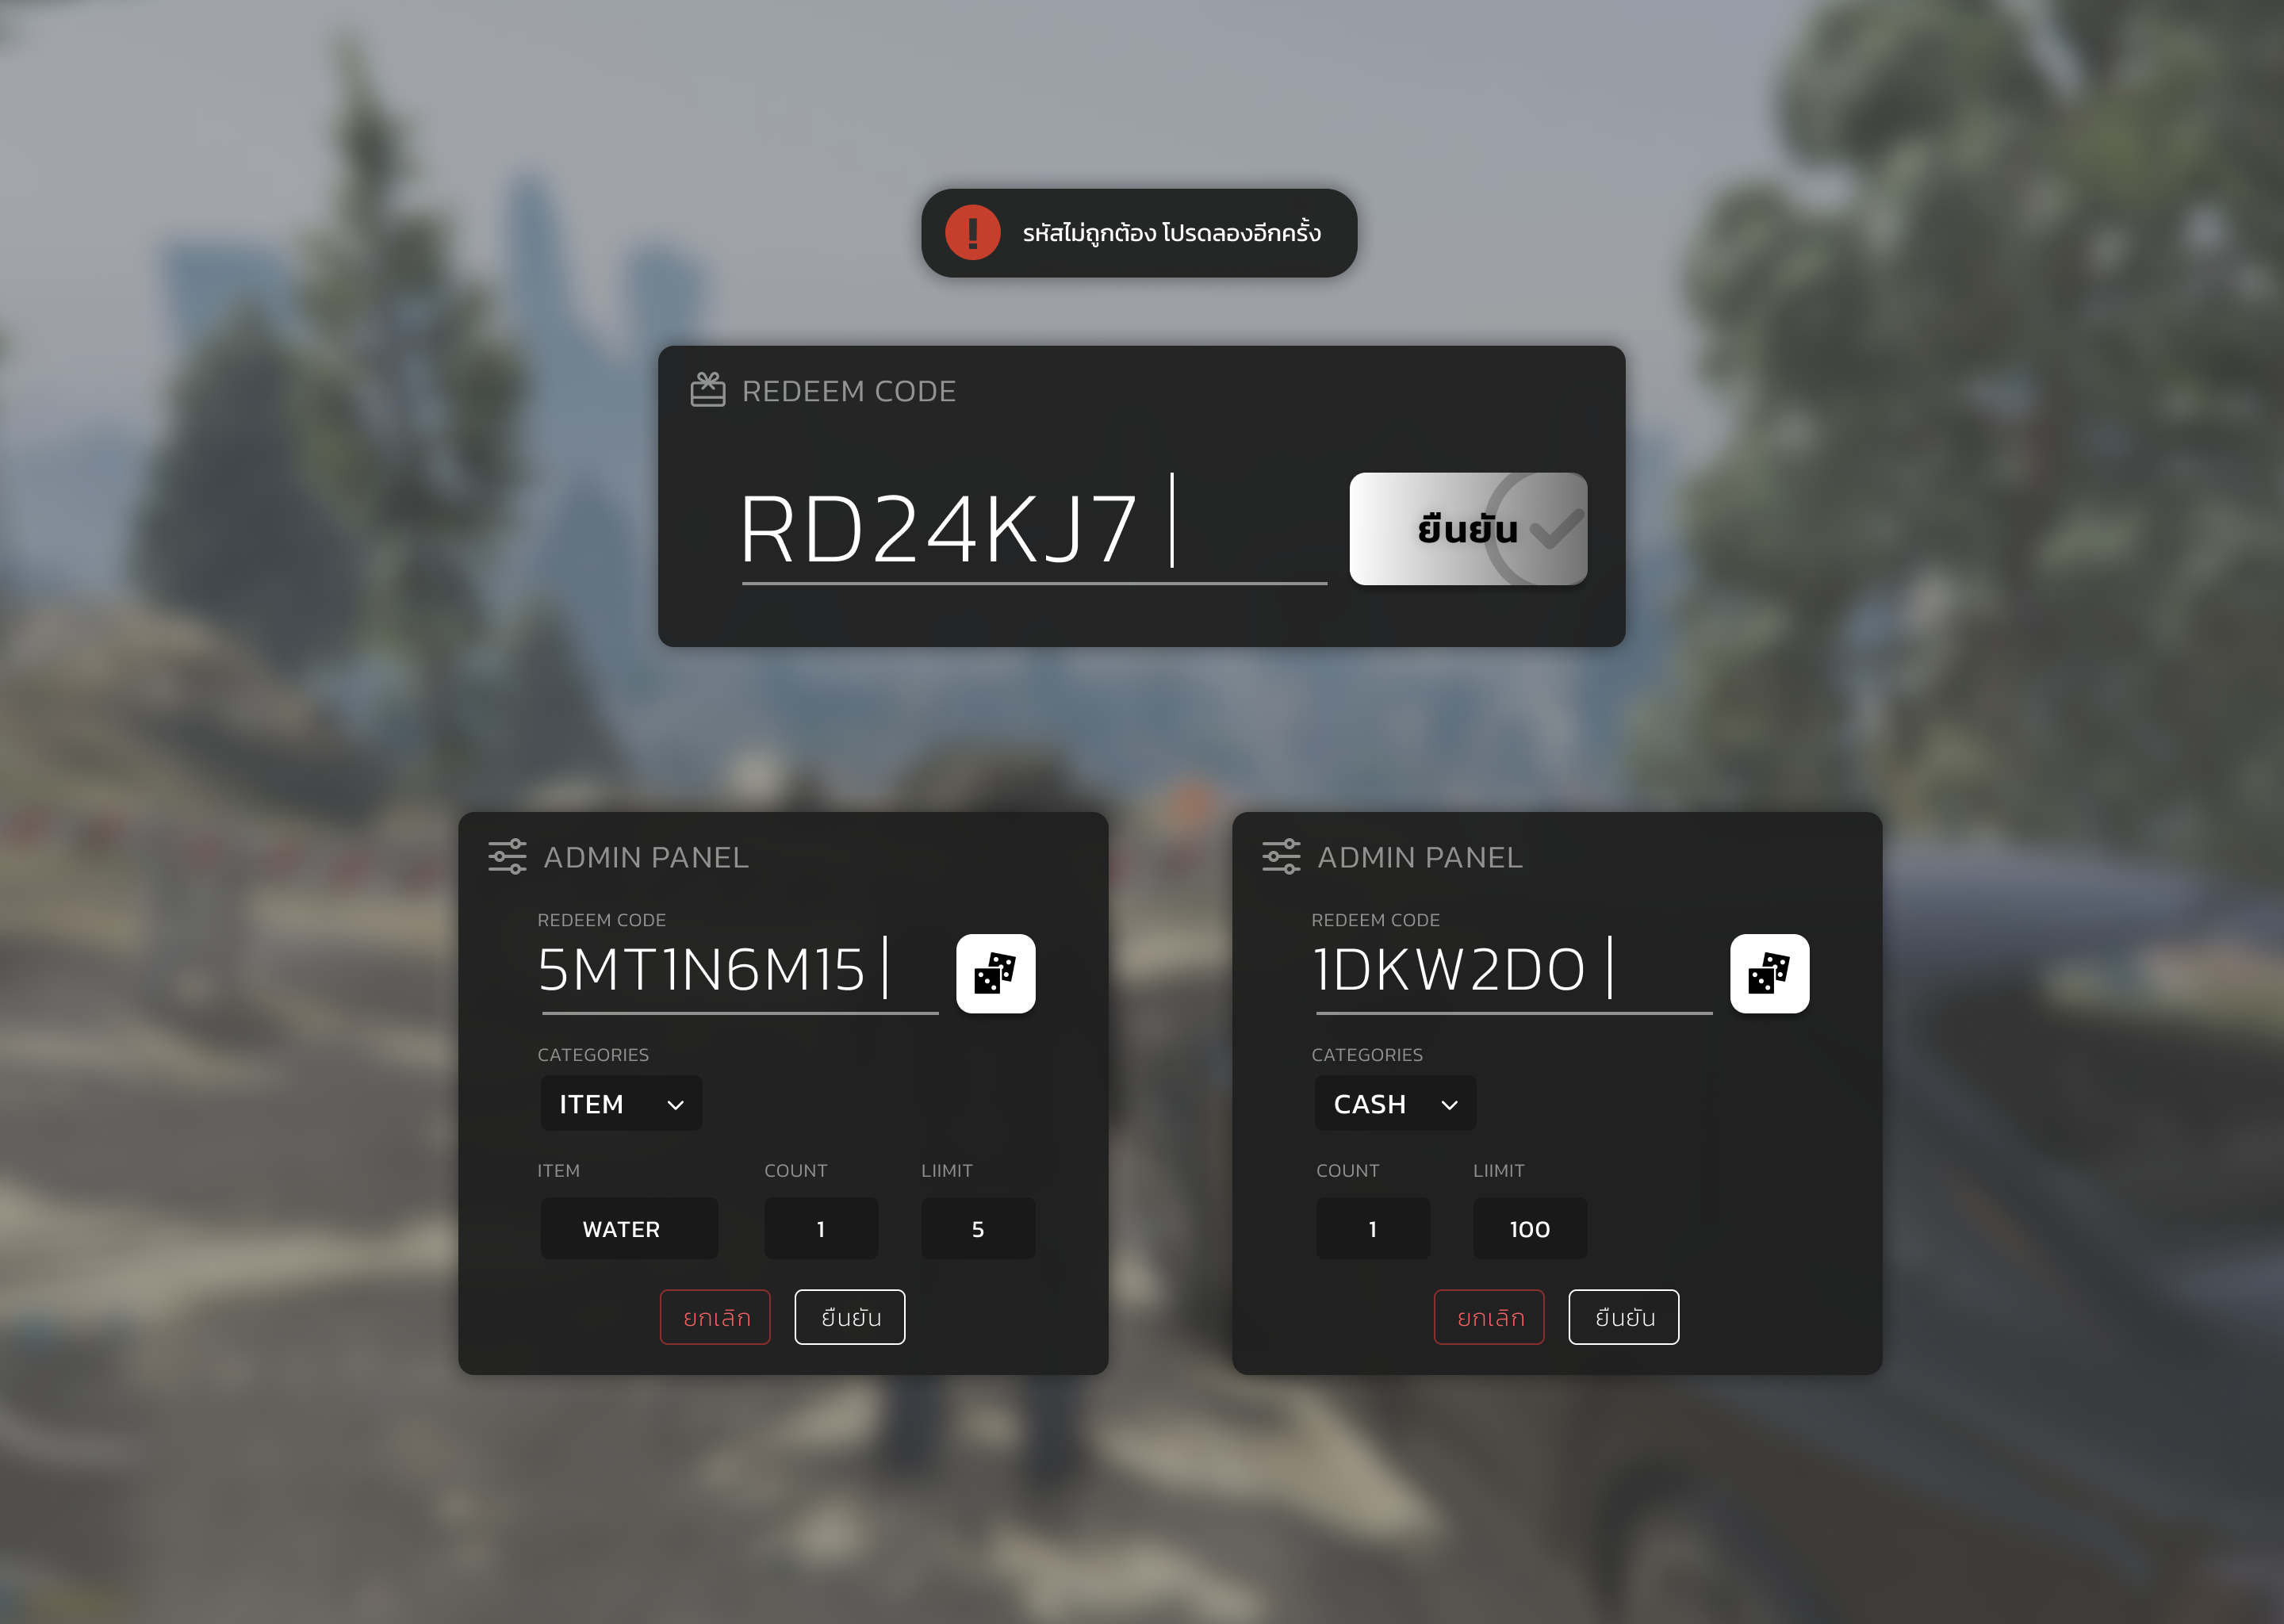 รหัสไม่ถูกต้อง โปรดลองอีกครั้ง
REDEEM CODE
RD24KJ7
ยืนยัน
ADMIN PANEL
REDEEM CODE
5MT1N6M15
CATEGORIES
ITEM
ITEM COUNT LIIMIT
WATER 1 5
ยกเลิก ยืนยัน
ADMIN PANEL
REDEEM CODE
1DKW2DO
CATEGORIES
CASH
COUNT LIIMIT
1 100
ยกเลิก ยืนยัน